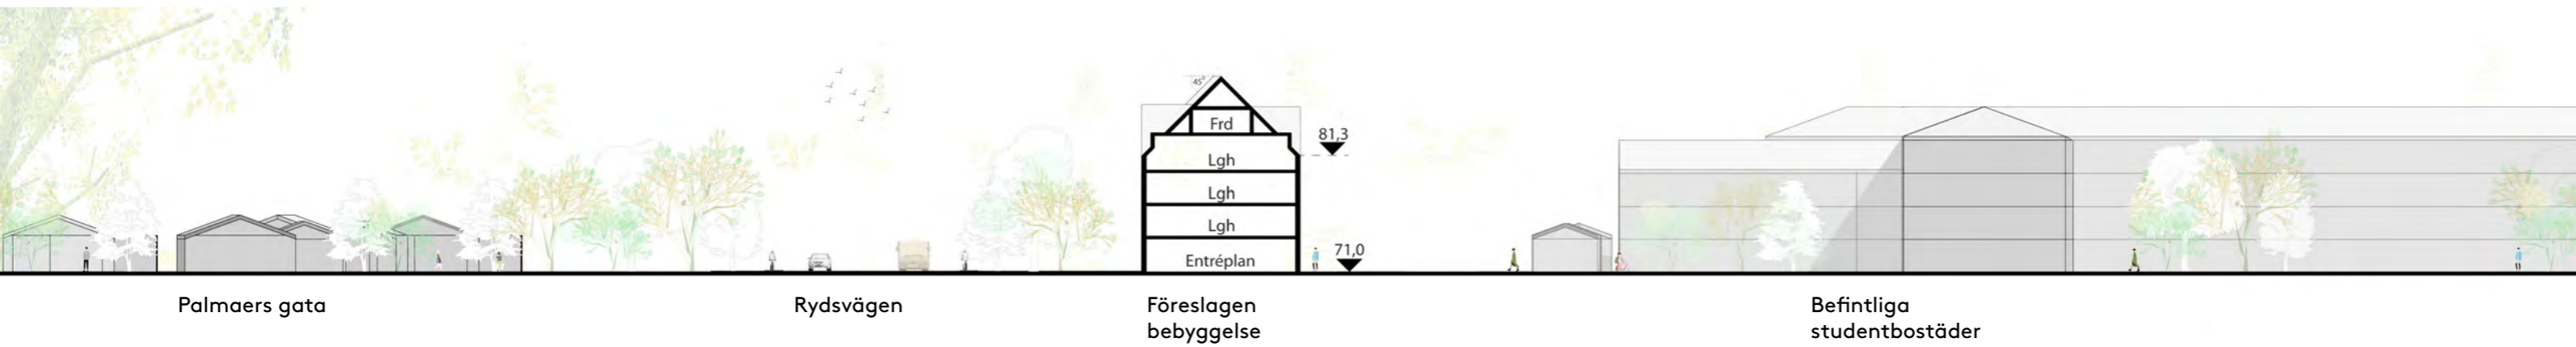 45°
Frd
81,3
Lgh
Lgh
Lgh
71,0
Entréplan
Palmaers gata
Rydsvägen
Föreslagen
bebyggelse
Befintliga
studentbostäder